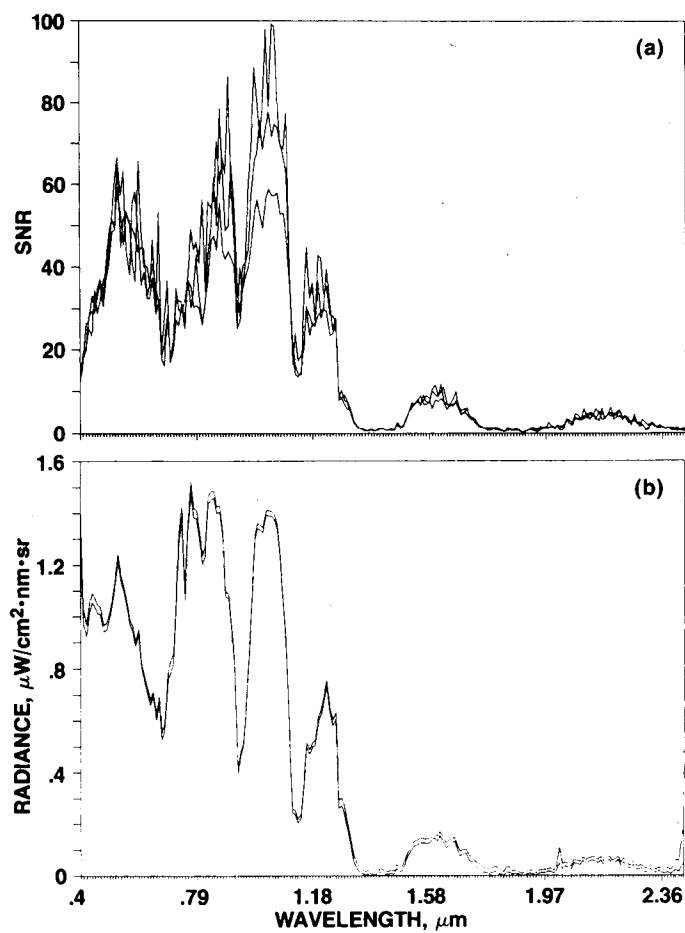 100
(a)
80
60
SNR
40
20
0
1.6
(b)
1.2
RADIANCE, μW/cm²·nm·sr
.8
.4
0
.4 .79 1.18 1.58 1.97 2.36
WAVELENGTH, μm